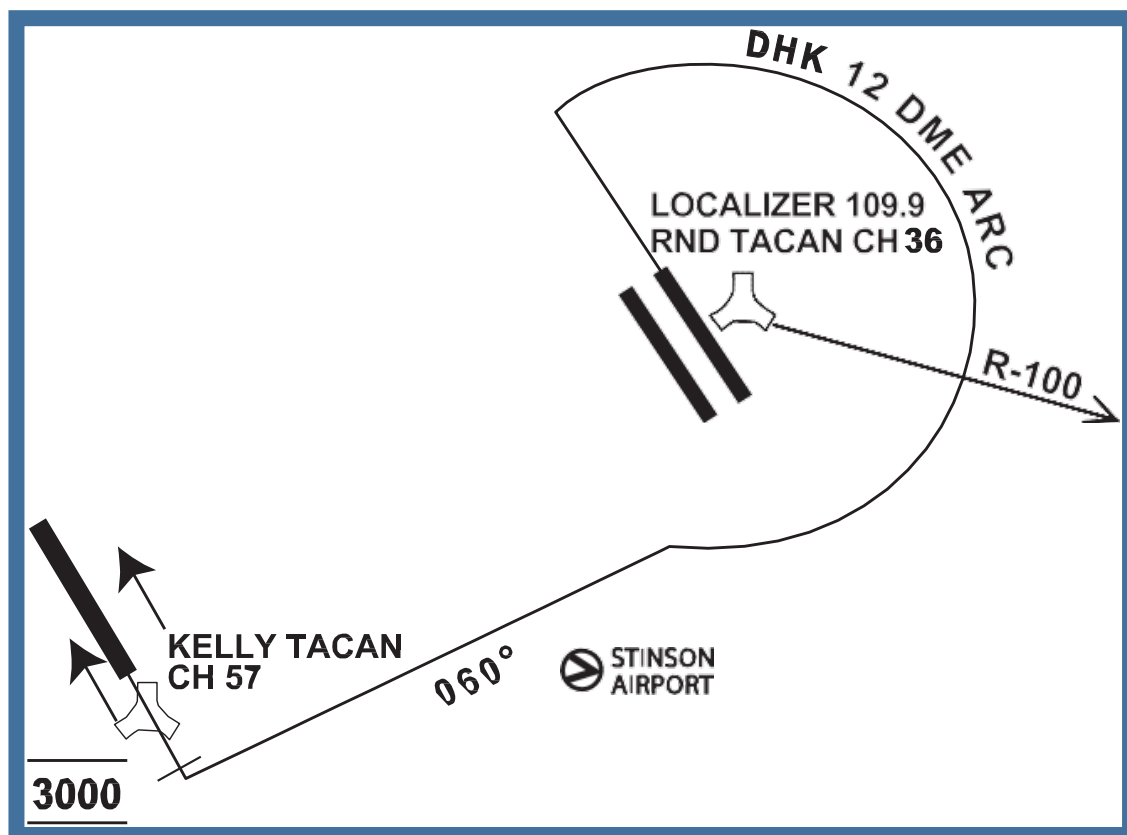 DHK 12 DME ARC
LOCALIZER 109.9
RND TACAN CH 36
R-100
KELLY TACAN
CH 57
060°
STINSON
AIRPORT
3000